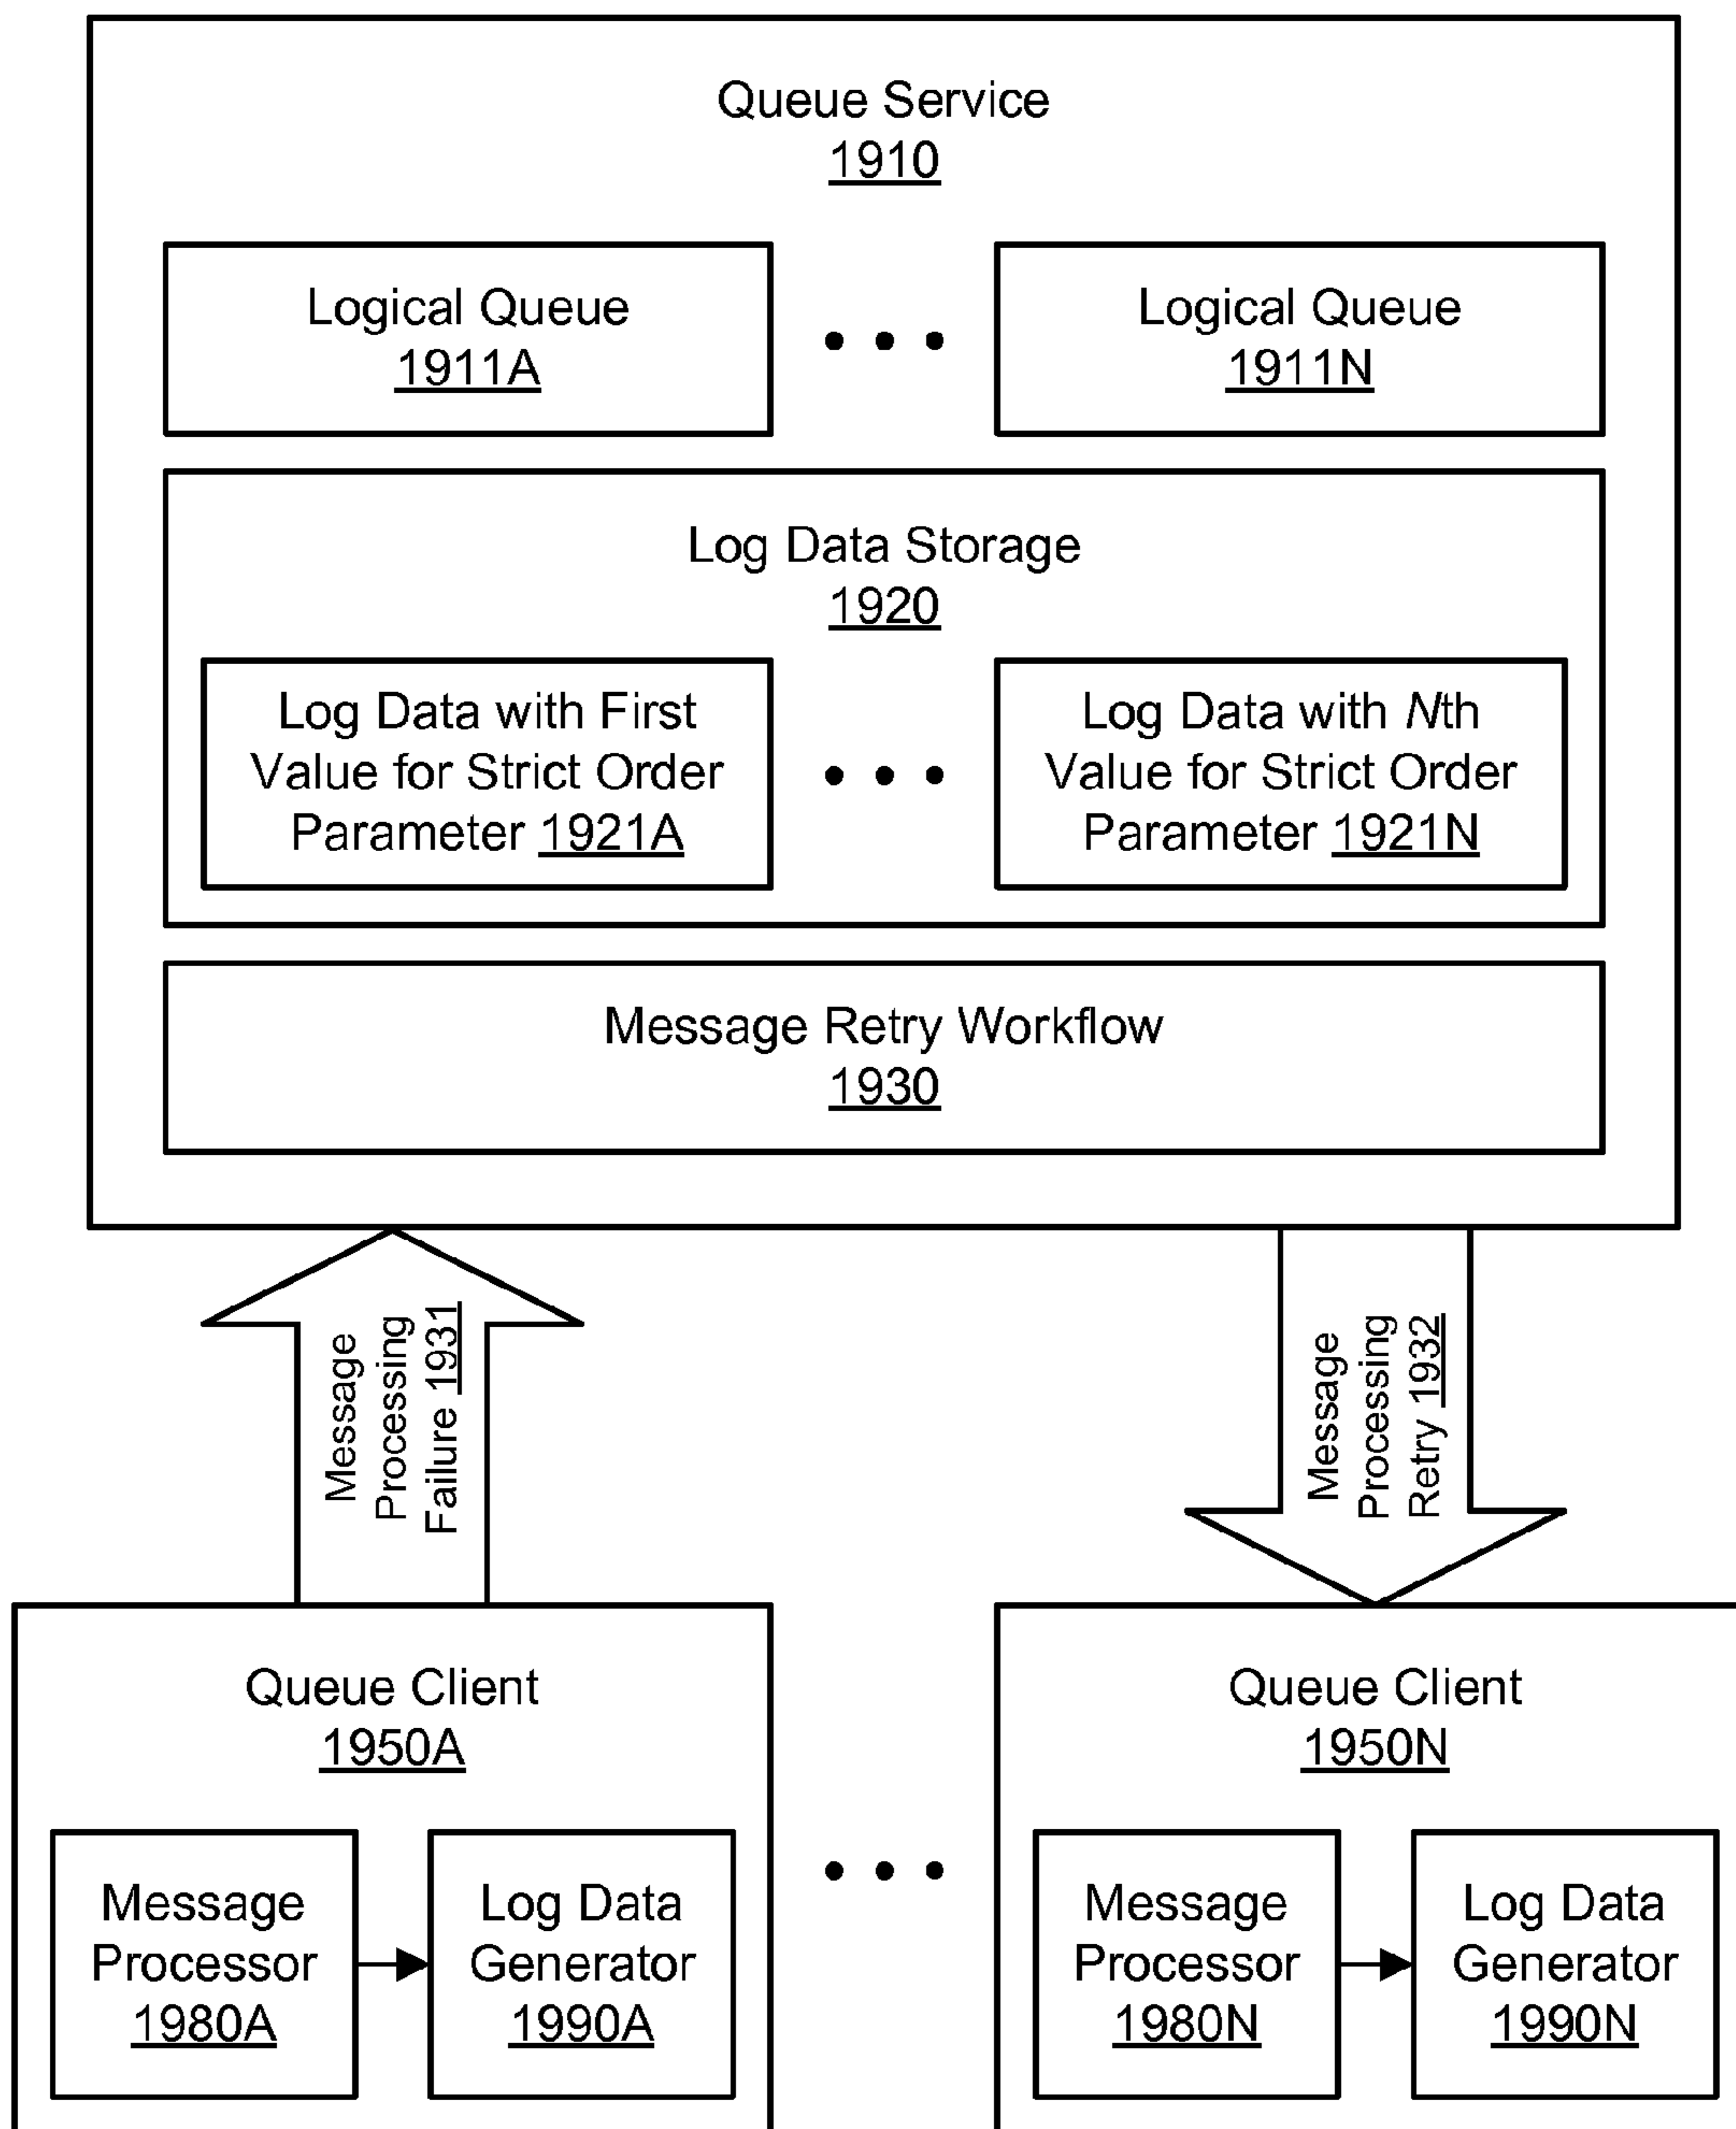 Queue Service
1910
Logical Queue
1911A
Logical Queue
1911N
Log Data Storage
1920
Log Data with First
Value for Strict Order
Parameter 1921A
Log Data with Nth
Value for Strict Order
Parameter 1921N
Message Retry Workflow
1930
Message
Processing
Failure 1931
Message
Processing
Retry 1932
Queue Client
1950A
Message
Processor
1980A
Log Data
Generator
1990A
Queue Client
1950N
Message
Processor
1980N
Log Data
Generator
1990N